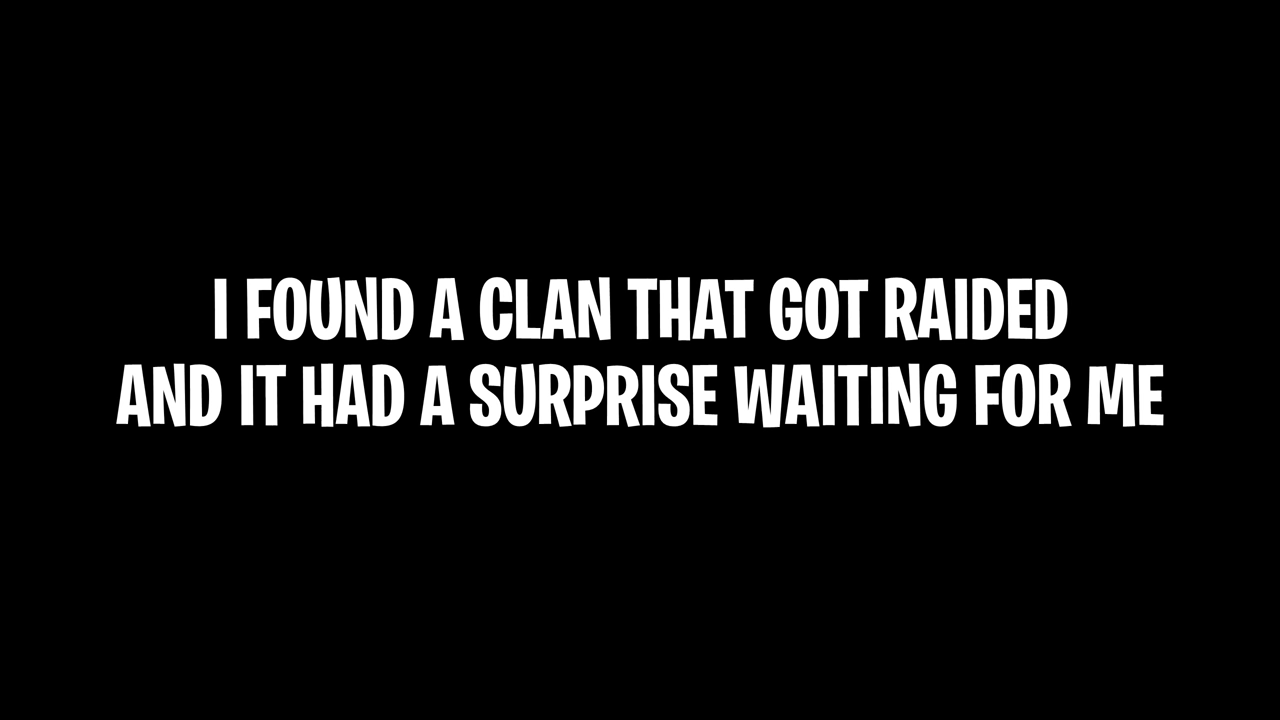 I FOUND A CLAN THAT GOT RAIDED
AND IT HAD A SURPRISE WAITING FOR ME